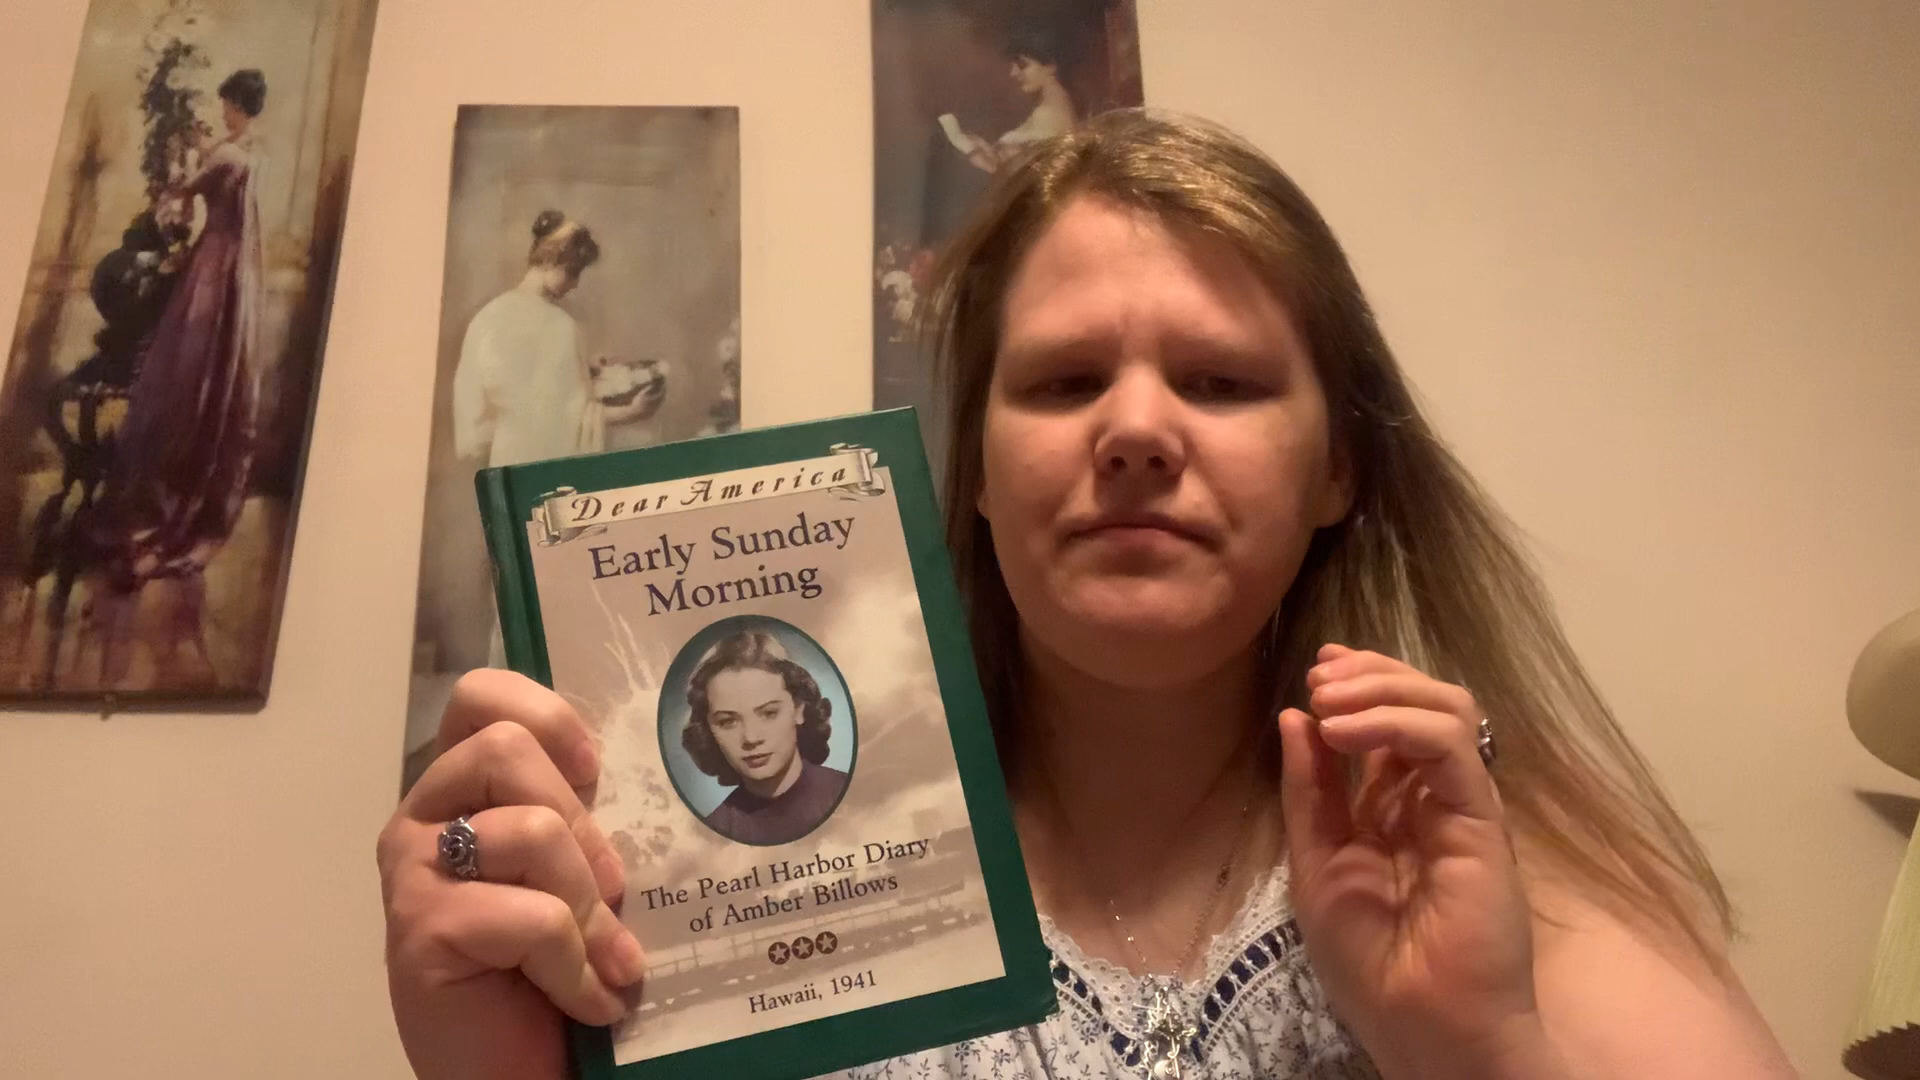 Dear America
Early Sunday
Morning
The Pearl Harbor Diary
of Amber Billows
Hawaii, 1941